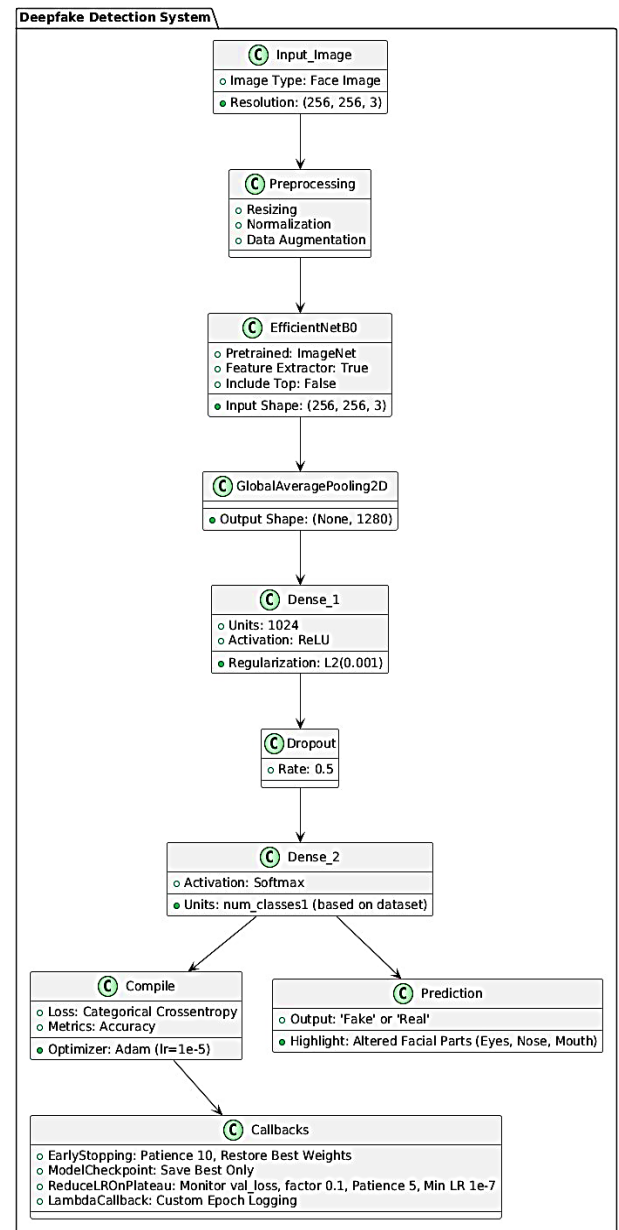 Deepfake Detection System
C Input_Image
Image Type: Face Image
Resolution: (256, 256, 3)
C Preprocessing
Resizing
Normalization
Data Augmentation
C EfficientNetB0
Pretrained: ImageNet
Feature Extractor: True
Include Top: False
Input Shape: (256, 256, 3)
C GlobalAveragePooling2D
Output Shape: (None, 1280)
C Dense_1
Units: 1024
Activation: ReLU
Regularization: L2(0.001)
C Dropout
Rate: 0.5
C Dense_2
Activation: Softmax
Units: num_classes1 (based on dataset)
C Compile
Loss: Categorical Crossentropy
Metrics: Accuracy
Optimizer: Adam (lr=1e-5)
C Prediction
Output: 'Fake' or 'Real'
Highlight: Altered Facial Parts (Eyes, Nose, Mouth)
C Callbacks
EarlyStopping: Patience 10, Restore Best Weights
ModelCheckpoint: Save Best Only
ReduceLROnPlateau: Monitor val_loss, factor 0.1, Patience 5, Min LR 1e-7
LambdaCallback: Custom Epoch Logging